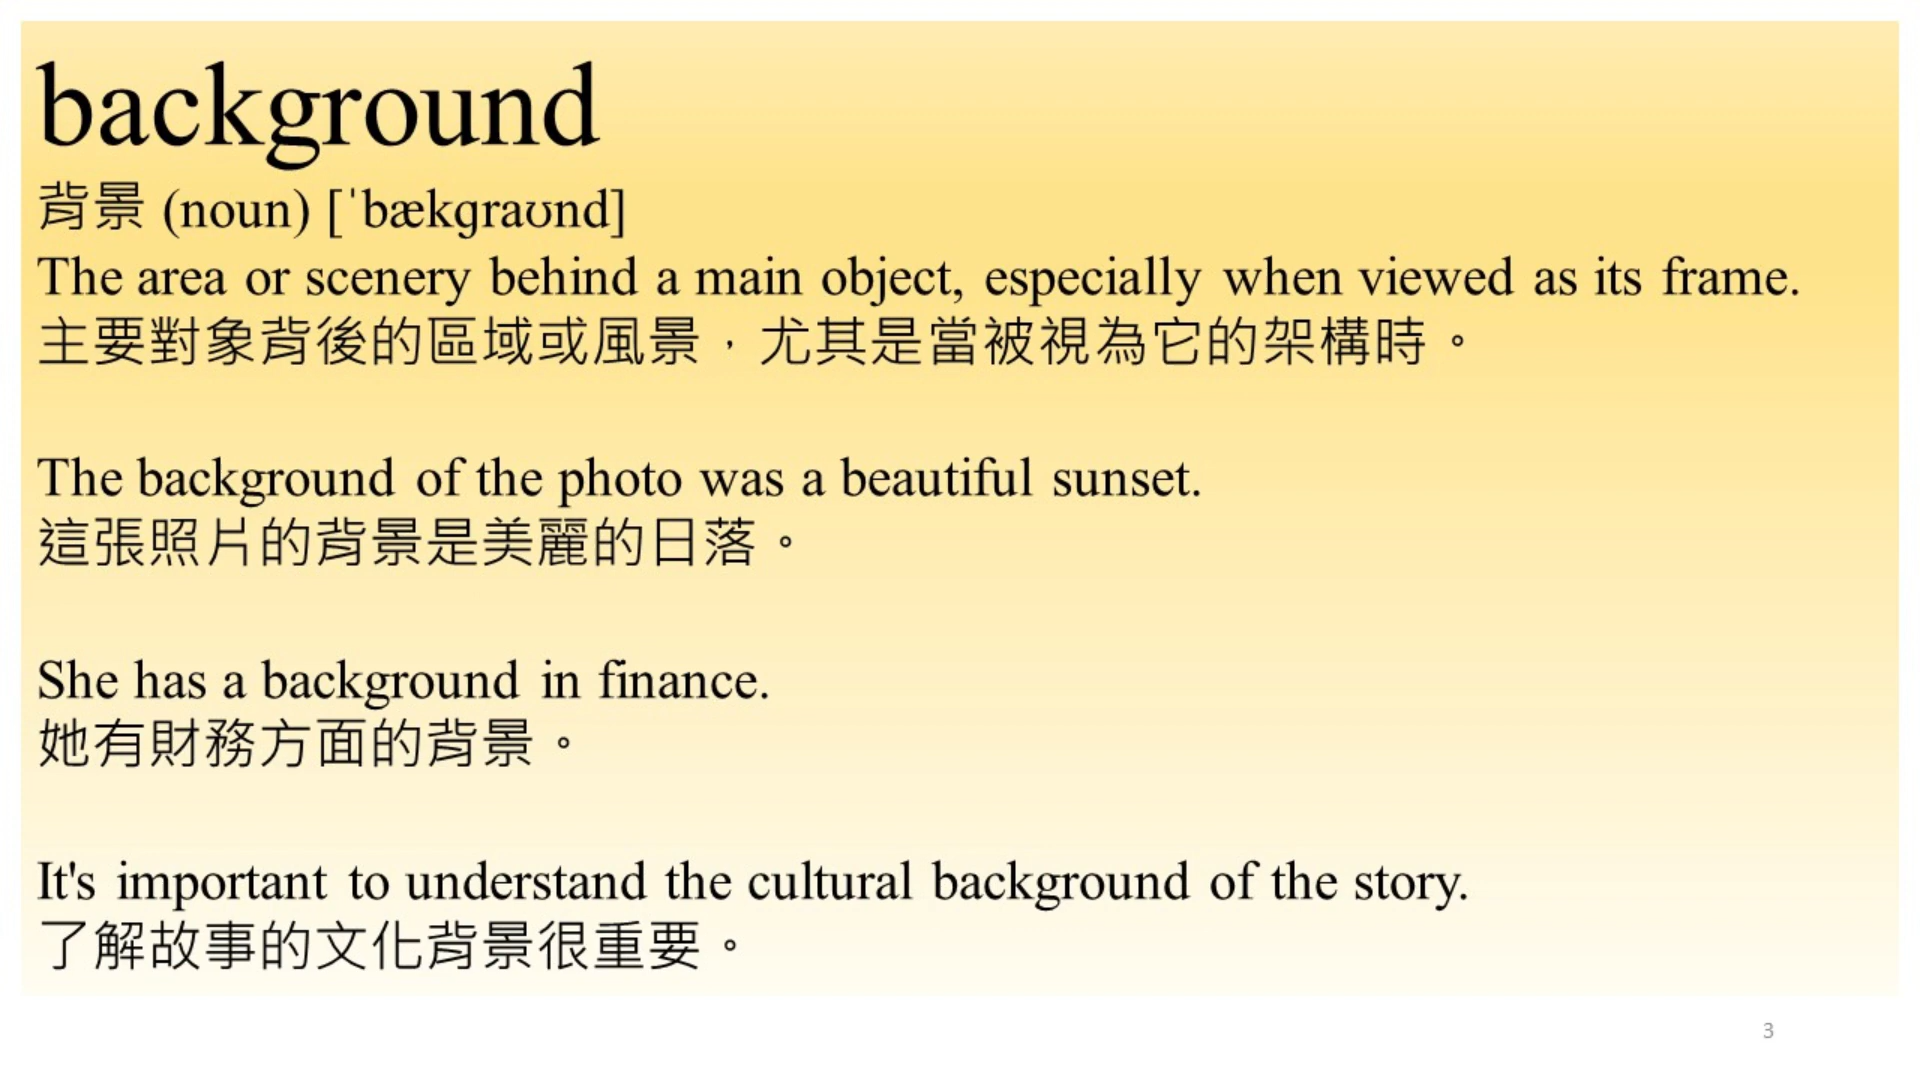 background
背景 (noun) [ˈbækɡraʊnd]
The area or scenery behind a main object, especially when viewed as its frame.
主要對象背後的區域或風景，尤其是當被視為它的架構時。
The background of the photo was a beautiful sunset.
這張照片的背景是美麗的日落。
She has a background in finance.
她有財務方面的背景。
It's important to understand the cultural background of the story.
了解故事的文化背景很重要。
3